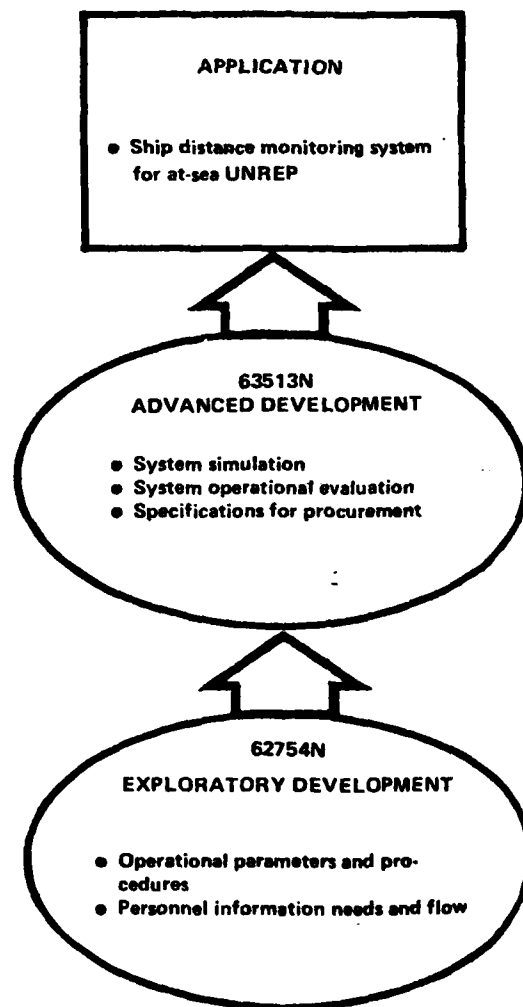 APPLICATION
• Ship distance monitoring system
for at-sea UNREP
63513N
ADVANCED DEVELOPMENT
• System simulation
• System operational evaluation
• Specifications for procurement
62754N
EXPLORATORY DEVELOPMENT
• Operational parameters and pro-
cedures
• Personnel information needs and flow